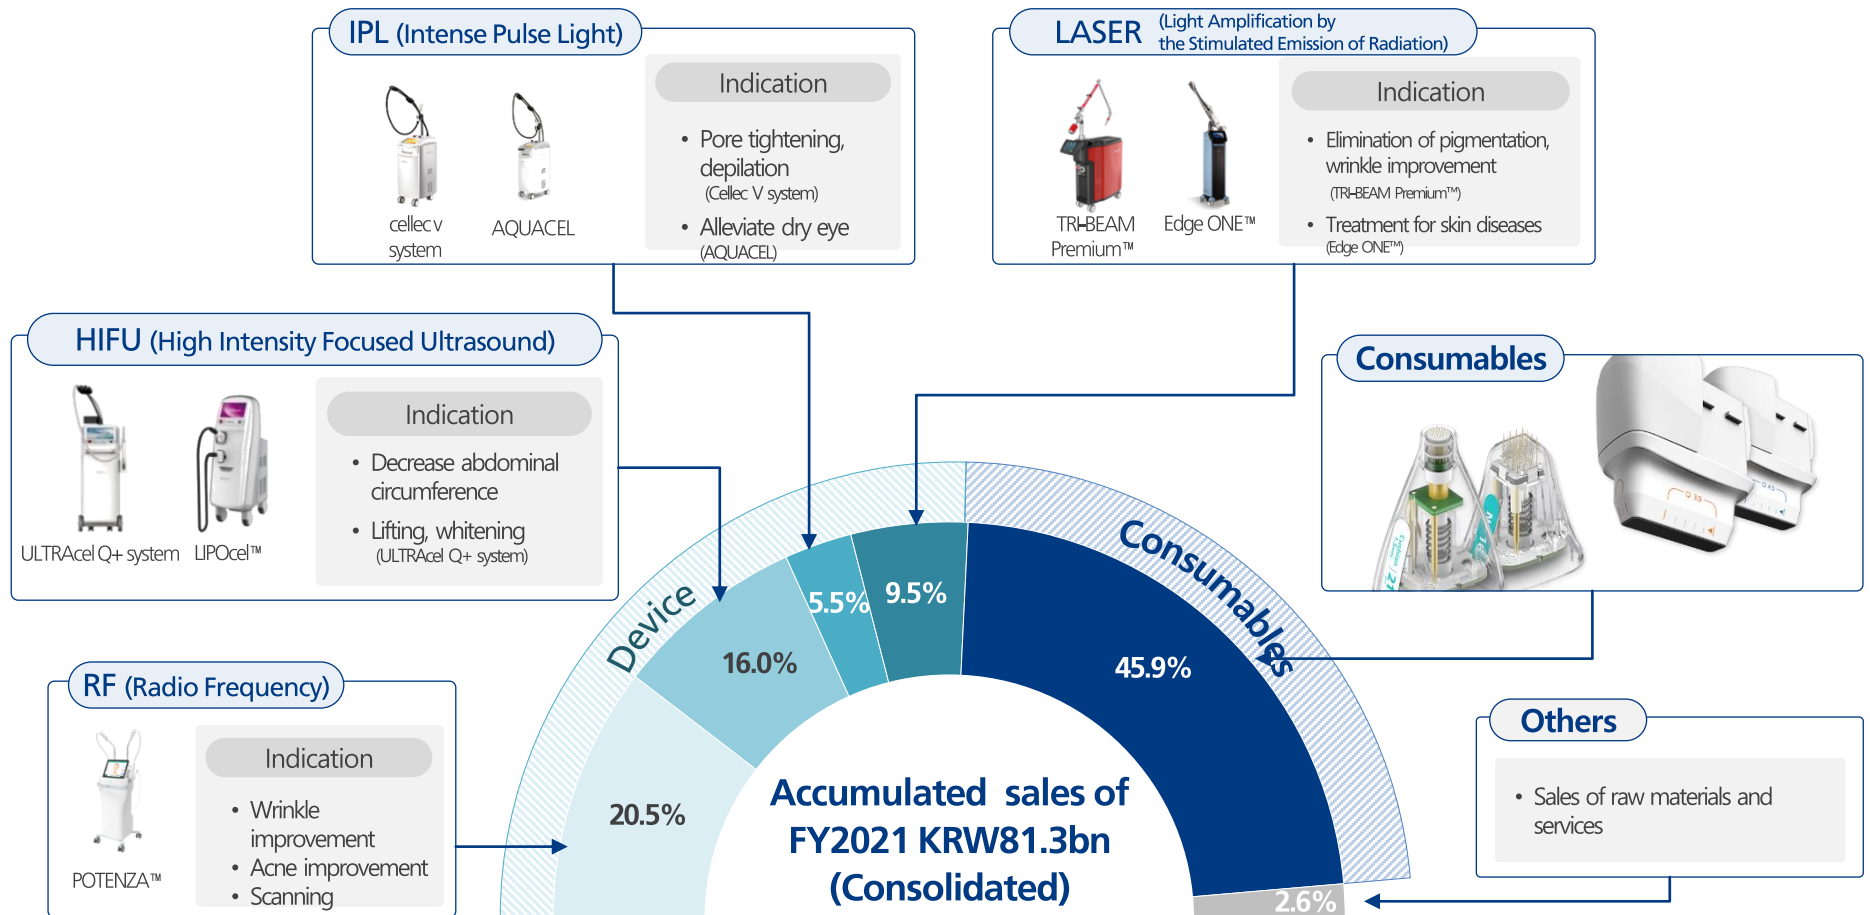 IPL (Intense Pulse Light)
Indication
• Pore tightening,
depilation
(Cellec V system)
• Alleviate dry eye
(AQUACEL)
cellec v
system
AQUACEL
LASER (Light Amplification by
the Stimulated Emission of Radiation)
Indication
• Elimination of pigmentation,
wrinkle improvement
(TRI-BEAM Premium™)
• Treatment for skin diseases
(Edge ONE™)
TRI-BEAM
Premium™
Edge ONE™
HIFU (High Intensity Focused Ultrasound)
Indication
• Decrease abdominal
circumference
• Lifting, whitening
(ULTRAcel Q+ system)
ULTRAcel Q+ system
LIPOcel™
Consumables
RF (Radio Frequency)
Indication
• Wrinkle
improvement
• Acne improvement
• Scanning
POTENZA™
Others
• Sales of raw materials and
services
Device
Consumables
20.5%
16.0%
5.5%
9.5%
45.9%
2.6%
Accumulated sales of
FY2021 KRW81.3bn
(Consolidated)